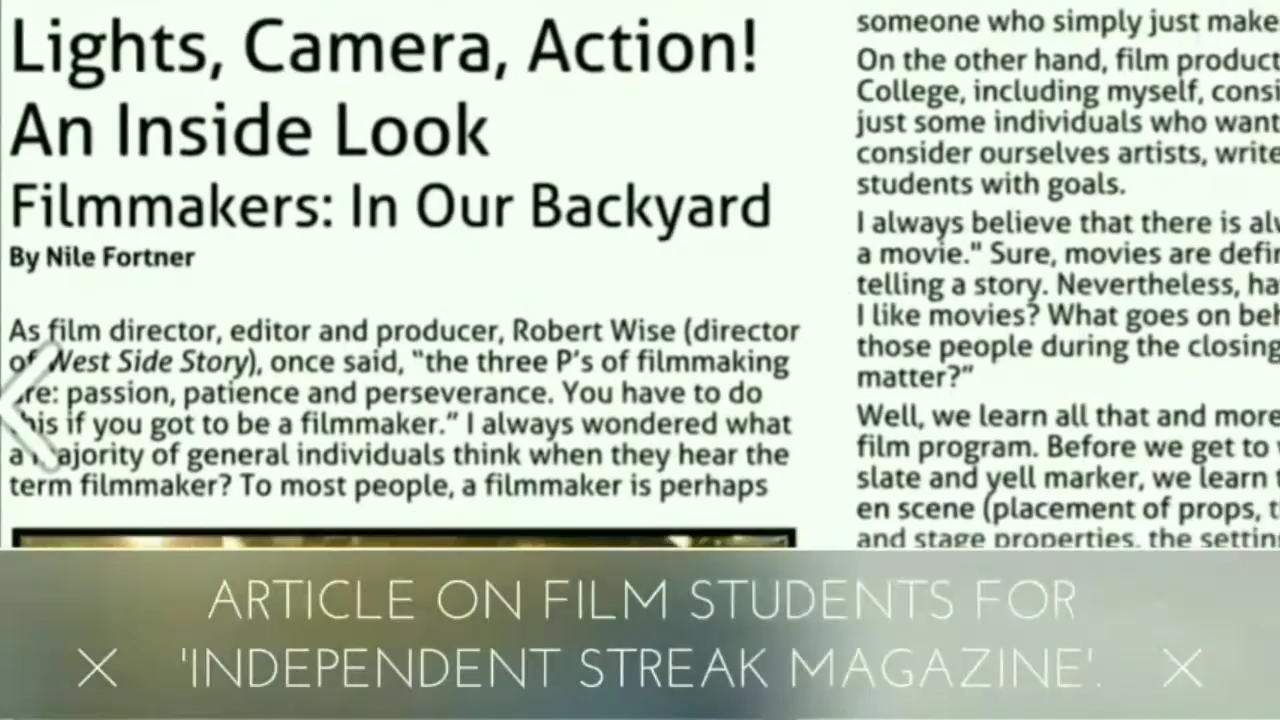 Lights, Camera, Action!
An Inside Look
Filmmakers: In Our Backyard
By Nile Fortner
As film director, editor and producer, Robert Wise (director
of West Side Story), once said, “the three P’s of filmmaking
are: passion, patience and perseverance. You have to do
this if you got to be a filmmaker.” I always wondered what
a majority of general individuals think when they hear the
term filmmaker? To most people, a filmmaker is perhaps
someone who simply just make
On the other hand, film product
College, including myself, consi
just some individuals who want
consider ourselves artists, write
students with goals.
I always believe that there is alv
a movie." Sure, movies are defin
telling a story. Nevertheless, ha
I like movies? What goes on beh
those people during the closing
matter?”
Well, we learn all that and more
film program. Before we get to
slate and yell marker, we learn t
en scene (placement of props, t
and stage properties, the setting
ARTICLE ON FILM STUDENTS FOR
'INDEPENDENT STREAK MAGAZINE'.